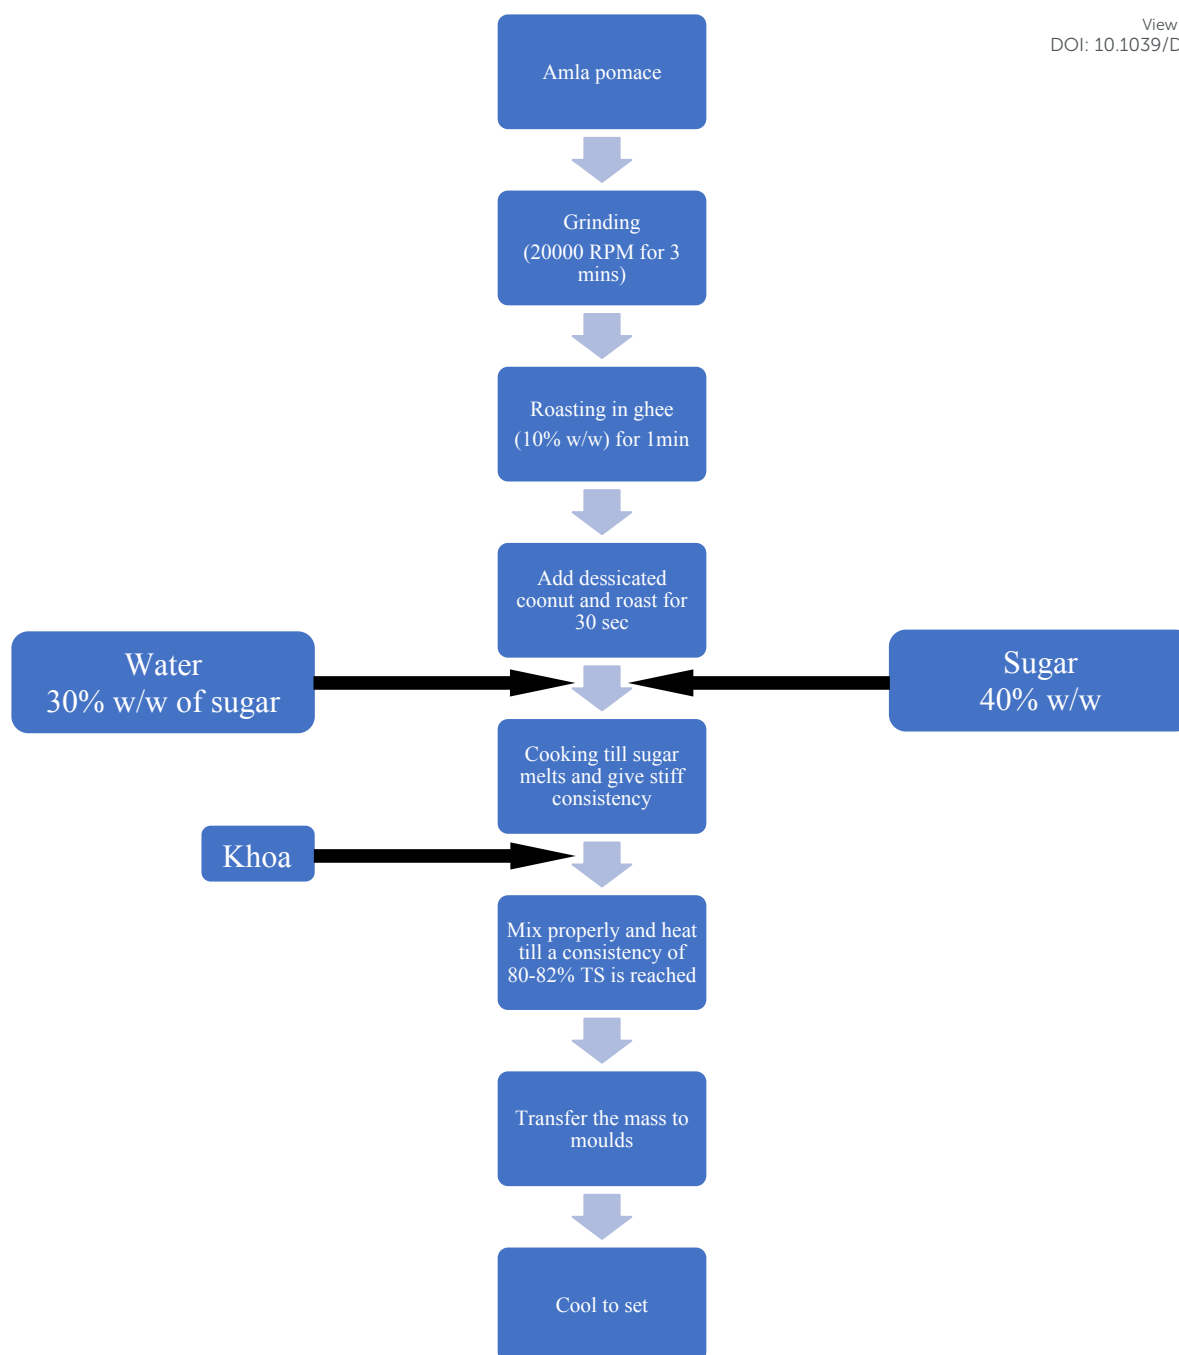 View
DOI: 10.1039/D
Amla pomace
Grinding
(20000 RPM for 3
mins)
Roasting in ghee
(10% w/w) for 1min
Add dessicated
coonut and roast for
30 sec
Water
30% w/w of sugar
Sugar
40% w/w
Cooking till sugar
melts and give stiff
consistency
Khoa
Mix properly and heat
till a consistency of
80-82% TS is reached
Transfer the mass to
moulds
Cool to set